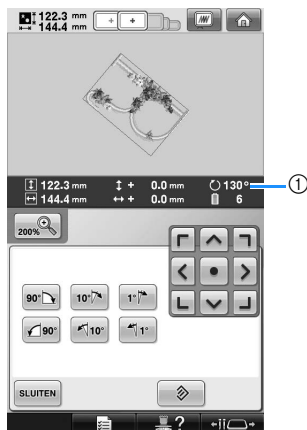 122.3 mm
144.4 mm
122.3 mm + 0.0 mm 130°
①
144.4 mm + 0.0 mm 6
200%
90° 10° 1°
90° 10° 1°
SLUITEN
?